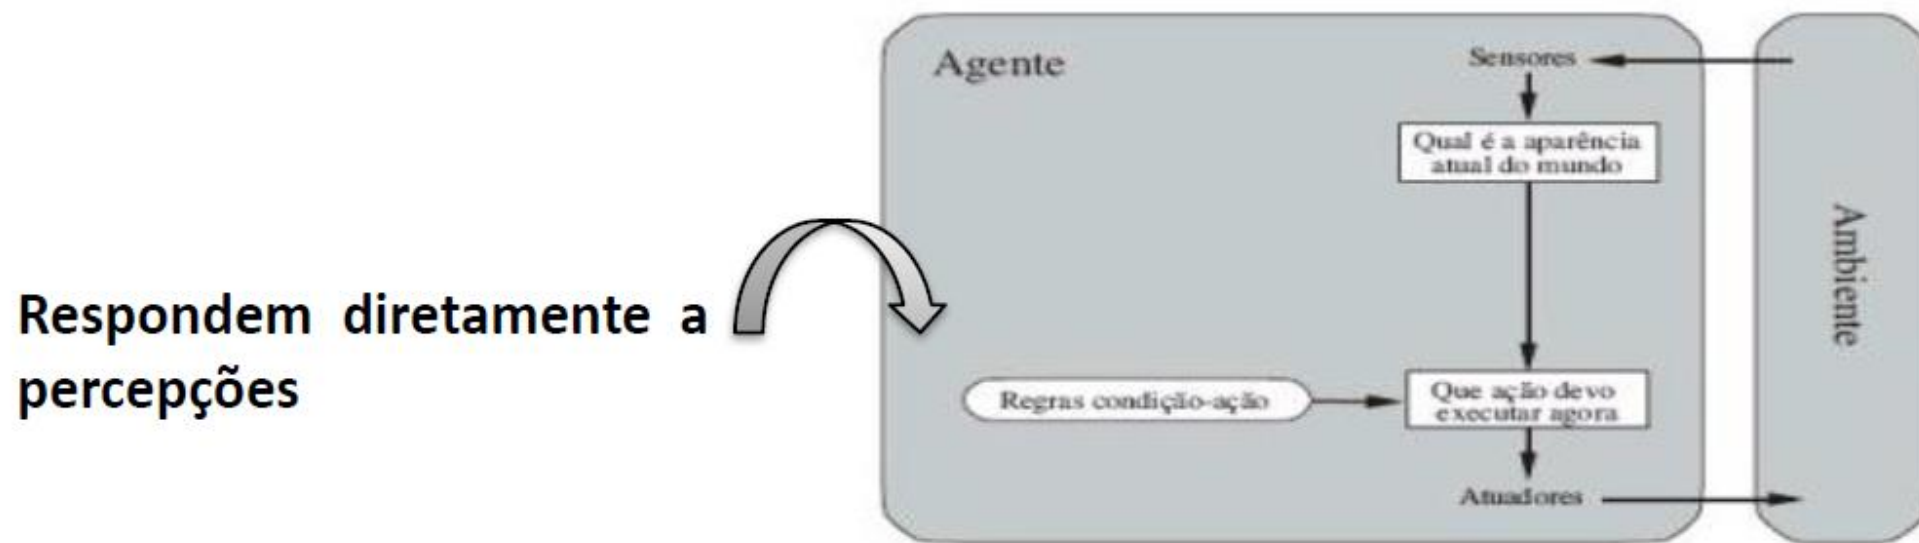 Respondem diretamente a
percepções
Agente
Sensores
Qual é a aparência
atual do mundo
Regras condição-ação
Que ação devo
executar agora
Atuadores
Ambiente